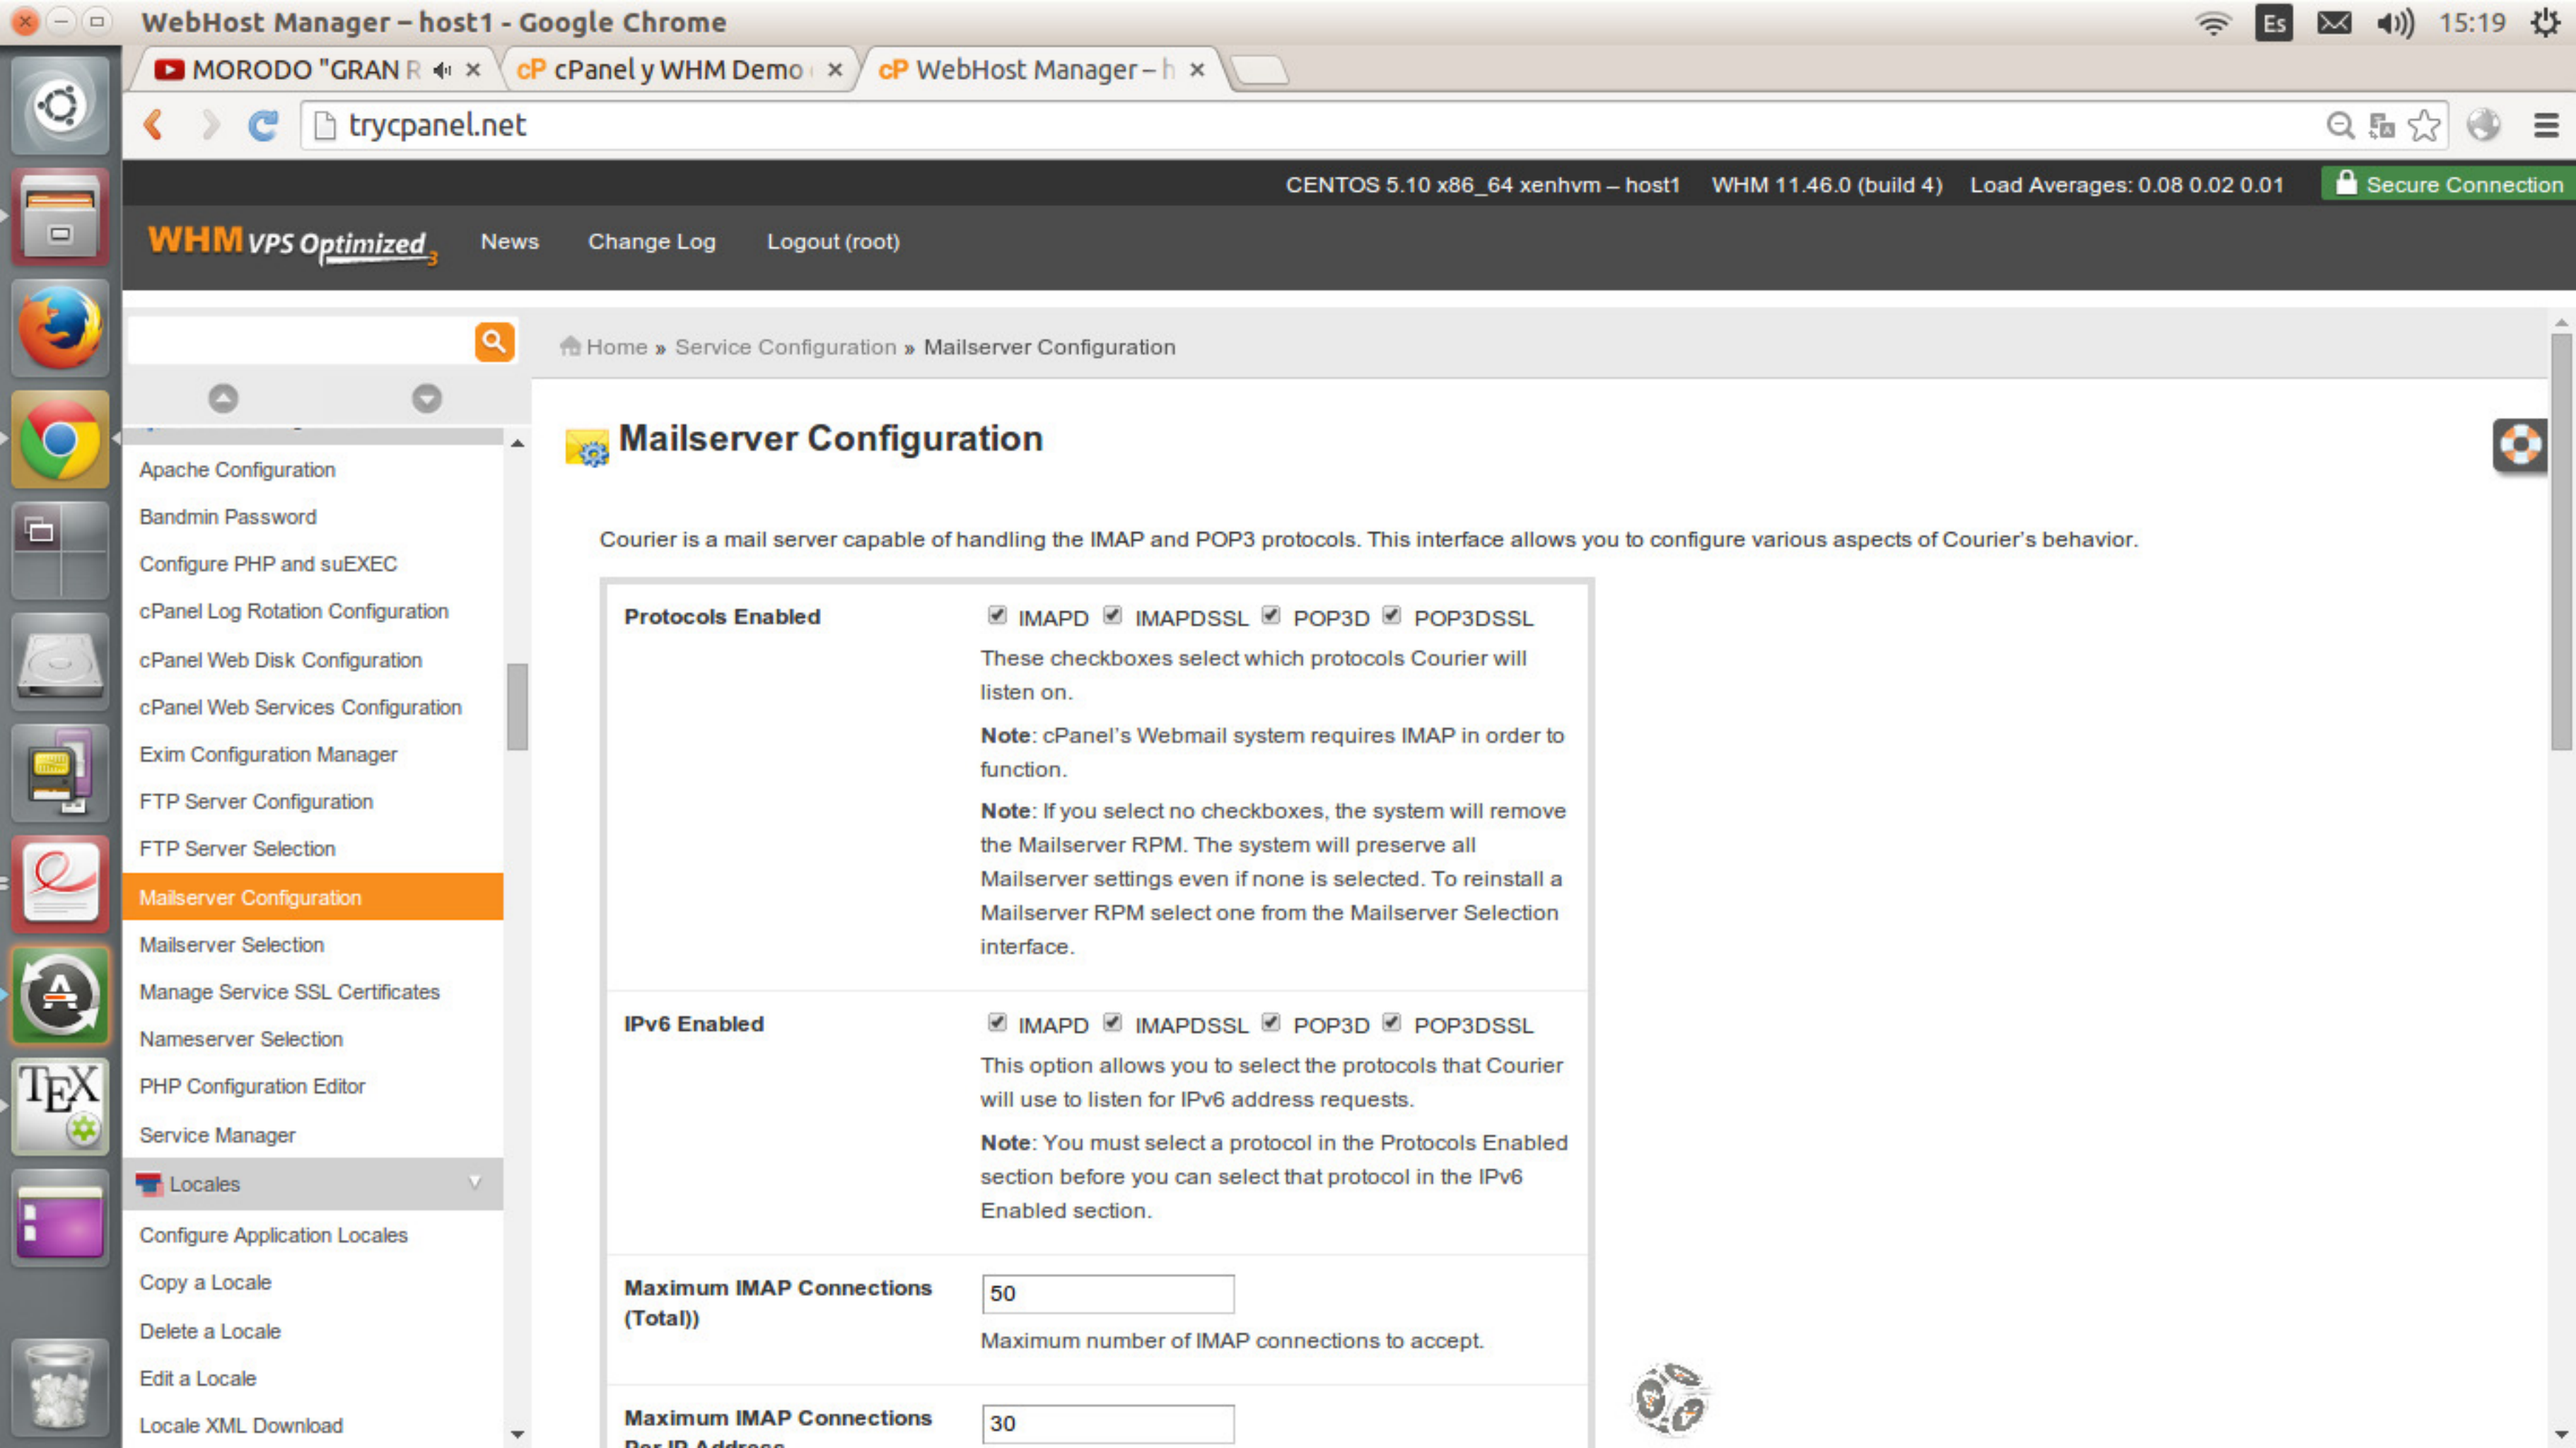 WebHost Manager – host1 - Google Chrome
Es
15:19
MORODO "GRAN R
cP cPanel y WHM Demo
cP WebHost Manager – h
trycpanel.net
CENTOS 5.10 x86_64 xenhvm – host1 WHM 11.46.0 (build 4) Load Averages: 0.08 0.02 0.01 Secure Connection
WHM VPS Optimized 3 News Change Log Logout (root)
Home » Service Configuration » Mailserver Configuration
Apache Configuration
Bandmin Password
Configure PHP and suEXEC
cPanel Log Rotation Configuration
cPanel Web Disk Configuration
cPanel Web Services Configuration
Exim Configuration Manager
FTP Server Configuration
FTP Server Selection
Mailserver Configuration
Mailserver Selection
Manage Service SSL Certificates
Nameserver Selection
PHP Configuration Editor
Service Manager
Locales
Configure Application Locales
Copy a Locale
Delete a Locale
Edit a Locale
Locale XML Download
TEX
Mailserver Configuration
Courier is a mail server capable of handling the IMAP and POP3 protocols. This interface allows you to configure various aspects of Courier's behavior.
Protocols Enabled
IMAPD IMAPDSSL POP3D POP3DSSL
These checkboxes select which protocols Courier will
listen on.
Note: cPanel's Webmail system requires IMAP in order to
function.
Note: If you select no checkboxes, the system will remove
the Mailserver RPM. The system will preserve all
Mailserver settings even if none is selected. To reinstall a
Mailserver RPM select one from the Mailserver Selection
interface.
IPv6 Enabled
IMAPD IMAPDSSL POP3D POP3DSSL
This option allows you to select the protocols that Courier
will use to listen for IPv6 address requests.
Note: You must select a protocol in the Protocols Enabled
section before you can select that protocol in the IPv6
Enabled section.
Maximum IMAP Connections
(Total))
50
Maximum number of IMAP connections to accept.
Maximum IMAP Connections
Per IP Address
30